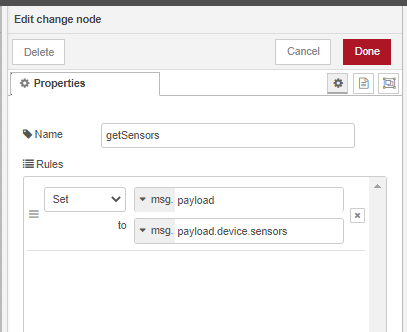 Edit change node
Delete
Cancel
Done
Properties
Name
getSensors
Rules
Set
msg. payload
to
msg. payload.device.sensors